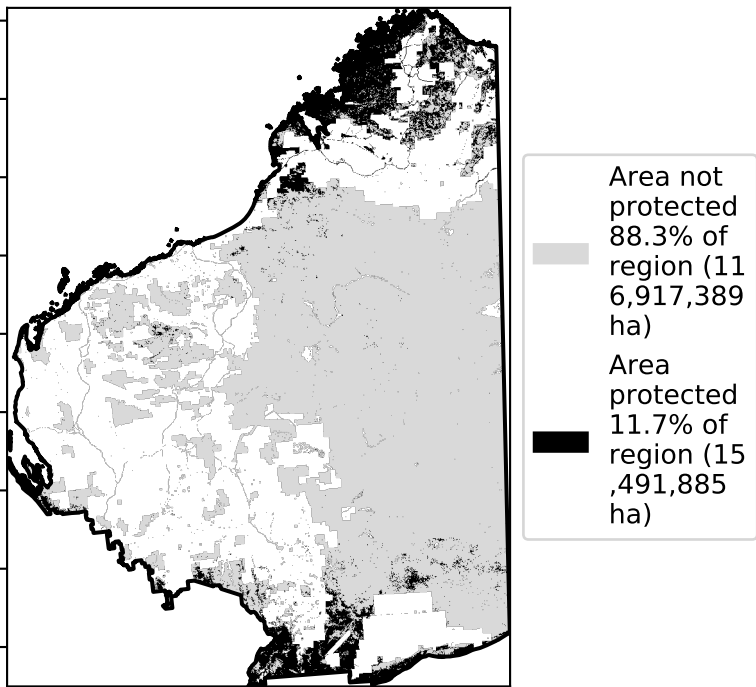 Area not
protected
88.3% of
region (11
6,917,389
ha)
Area
protected
11.7% of
region (15
,491,885
ha)